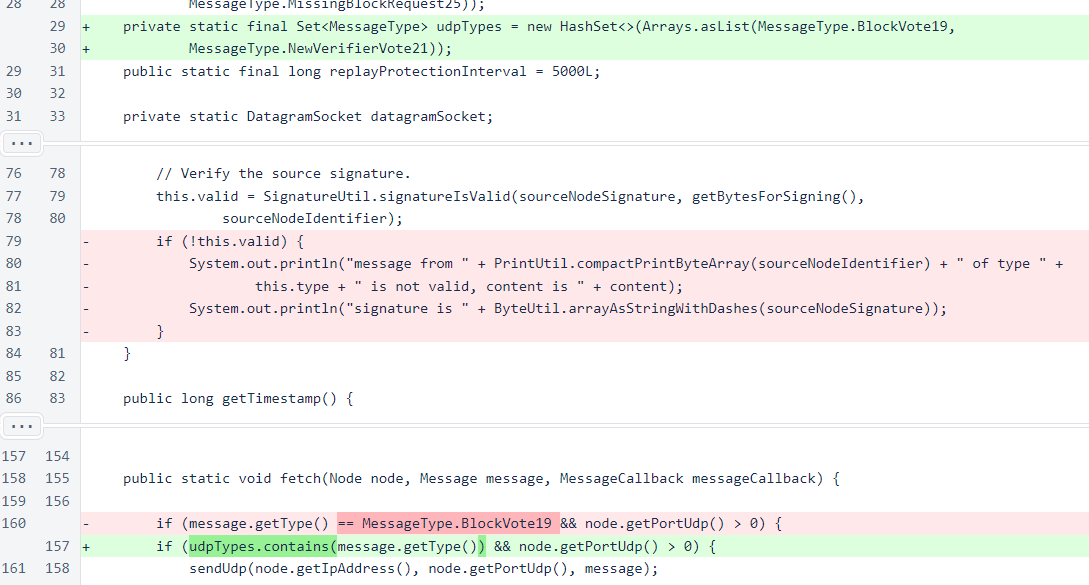 28 28 MessageType.MissingBlockRequest25));
29 + private static final Set<MessageType> udpTypes = new HashSet<>(Arrays.asList(MessageType.BlockVote19,
30 + MessageType.NewVerifierVote21));
29 31 public static final long replayProtectionInterval = 5000L;
30 32
31 33 private static DatagramSocket datagramSocket;
...
76 78 // Verify the source signature.
77 79 this.valid = SignatureUtil.signatureIsValid(sourceNodeSignature, getBytesForSigning(),
78 80 sourceNodeIdentifier);
79 - if (!this.valid) {
80 - System.out.println("message from " + PrintUtil.compactPrintByteArray(sourceNodeIdentifier) + " of type " +
81 - this.type + " is not valid, content is " + content);
82 - System.out.println("signature is " + ByteUtil.arrayAsStringWithDashes(sourceNodeSignature));
83 - }
84 81 }
85 82
86 83 public long getTimestamp() {
...
157 154
158 155 public static void fetch(Node node, Message message, MessageCallback messageCallback) {
159 156
160 - if (message.getType() == MessageType.BlockVote19 && node.getPortUdp() > 0) {
157 + if (udpTypes.contains(message.getType()) && node.getPortUdp() > 0) {
161 158 sendUdp(node.getIpAddress(), node.getPortUdp(), message);